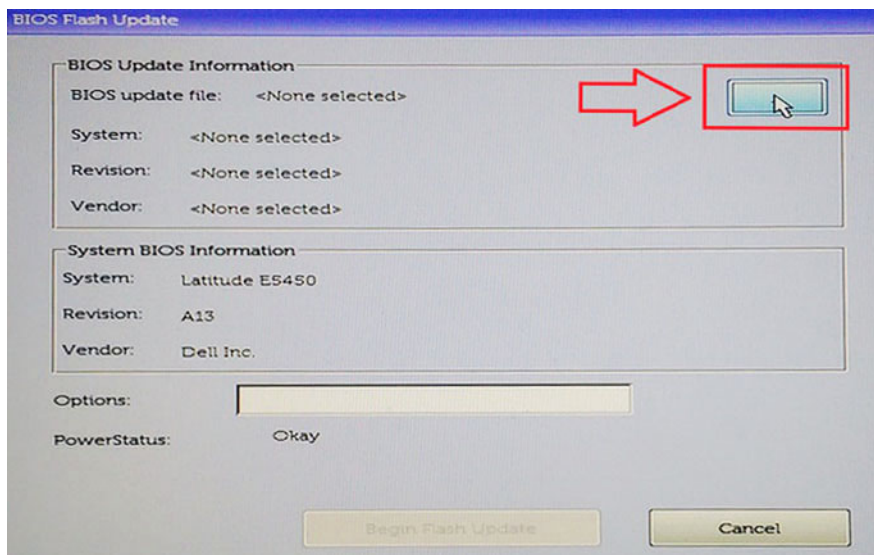 BIOS Flash Update
BIOS Update Information
BIOS update file: <None selected>
System: <None selected>
Revision: <None selected>
Vendor: <None selected>
System BIOS Information
System: Latitude E5450
Revision: A13
Vendor: Dell Inc.
Options:
PowerStatus: Okay
Begin Flash Update
Cancel